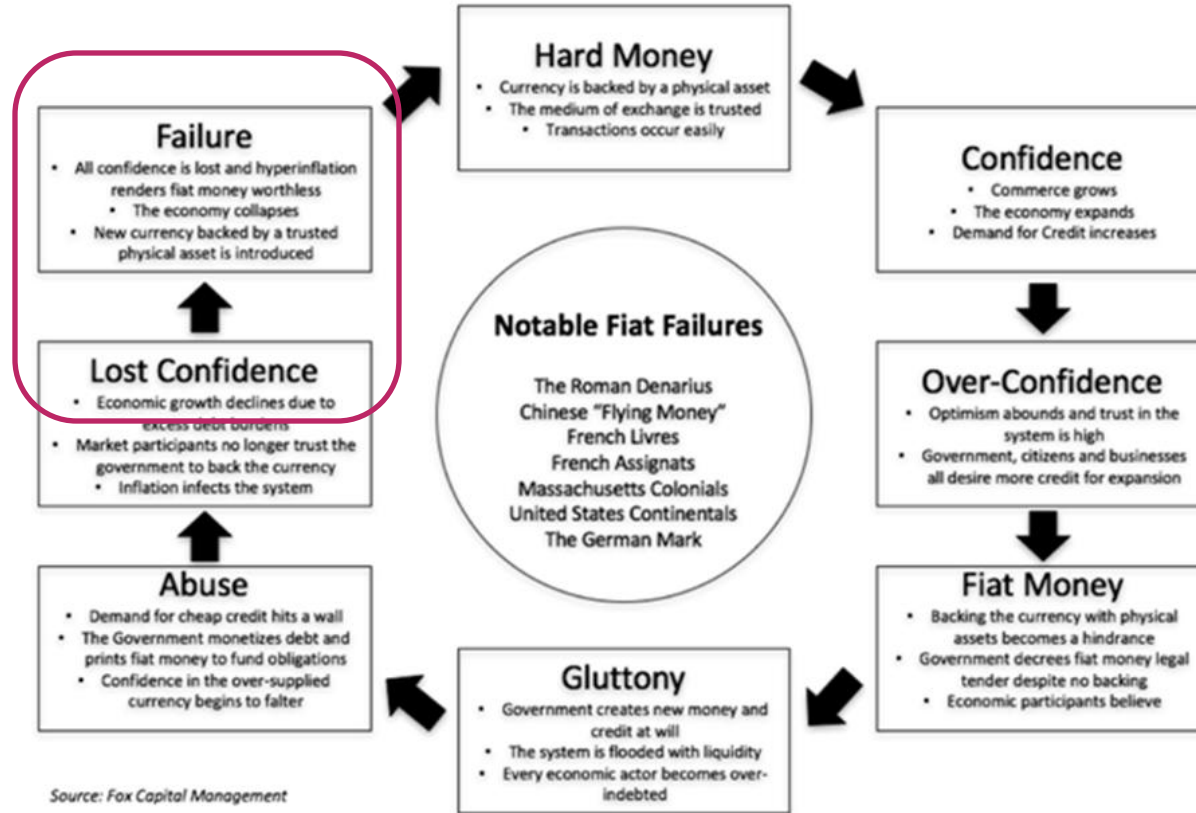 Hard Money
• Currency is backed by a physical asset
• The medium of exchange is trusted
• Transactions occur easily
Confidence
• Commerce grows
• The economy expands
• Demand for Credit increases
Over-Confidence
• Optimism abounds and trust in the
system is high
• Government, citizens and businesses
all desire more credit for expansion
Fiat Money
• Backing the currency with physical
assets becomes a hindrance
• Government decrees fiat money legal
tender despite no backing
• Economic participants believe
Gluttony
• Government creates new money and
credit at will
• The system is flooded with liquidity
• Every economic actor becomes over-
indebted
Abuse
• Demand for cheap credit hits a wall
• The Government monetizes debt and
prints fiat money to fund obligations
• Confidence in the over-supplied
currency begins to falter
Lost Confidence
• Economic growth declines due to
excess debt burdens
• Market participants no longer trust the
government to back the currency
• Inflation infects the system
Failure
• All confidence is lost and hyperinflation
renders fiat money worthless
• The economy collapses
• New currency backed by a trusted
physical asset is introduced
Notable Fiat Failures
The Roman Denarius
Chinese "Flying Money"
French Livres
French Assignats
Massachusetts Colonials
United States Continentals
The German Mark
Source: Fox Capital Management